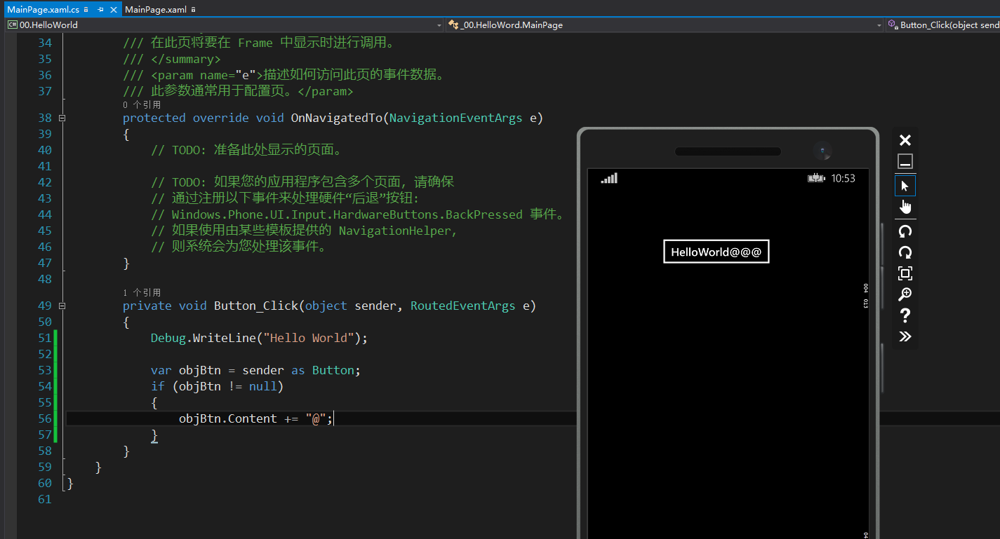 MainPage.xaml.cs MainPage.xaml
C# 00.HelloWorld _00.HelloWord.MainPage Button_Click(object send
34 /// 在此页将要在 Frame 中显示时进行调用。
35 /// </summary>
36 /// <param name="e">描述如何访问此页的事件数据。
37 /// 此参数通常用于配置页。</param>
0 个引用
38 protected override void OnNavigatedTo(NavigationEventArgs e)
39 {
40 // TODO: 准备此处显示的页面。
41
42 // TODO: 如果您的应用程序包含多个页面，请确保
43 // 通过注册以下事件来处理硬件“后退”按钮:
44 // Windows.Phone.UI.Input.HardwareButtons.BackPressed 事件。
45 // 如果使用由某些模板提供的 NavigationHelper，
46 // 则系统会为您处理该事件。
47 }
48
1 个引用
49 private void Button_Click(object sender, RoutedEventArgs e)
50 {
51 Debug.WriteLine("Hello World");
52
53 var objBtn = sender as Button;
54 if (objBtn != null)
55 {
56 objBtn.Content += "@";
57 }
58 }
59 }
60 }
61
10:53
HelloWorld@@@
004 013
04